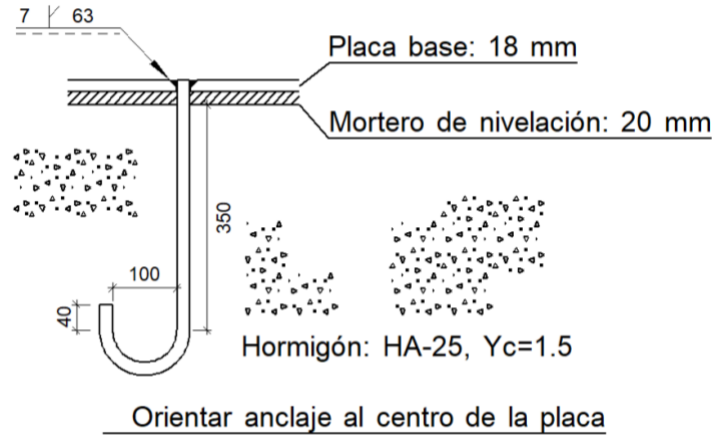 7 63
Placa base: 18 mm
Mortero de nivelación: 20 mm
350
100
40
Hormigón: HA-25, Yc=1.5
Orientar anclaje al centro de la placa